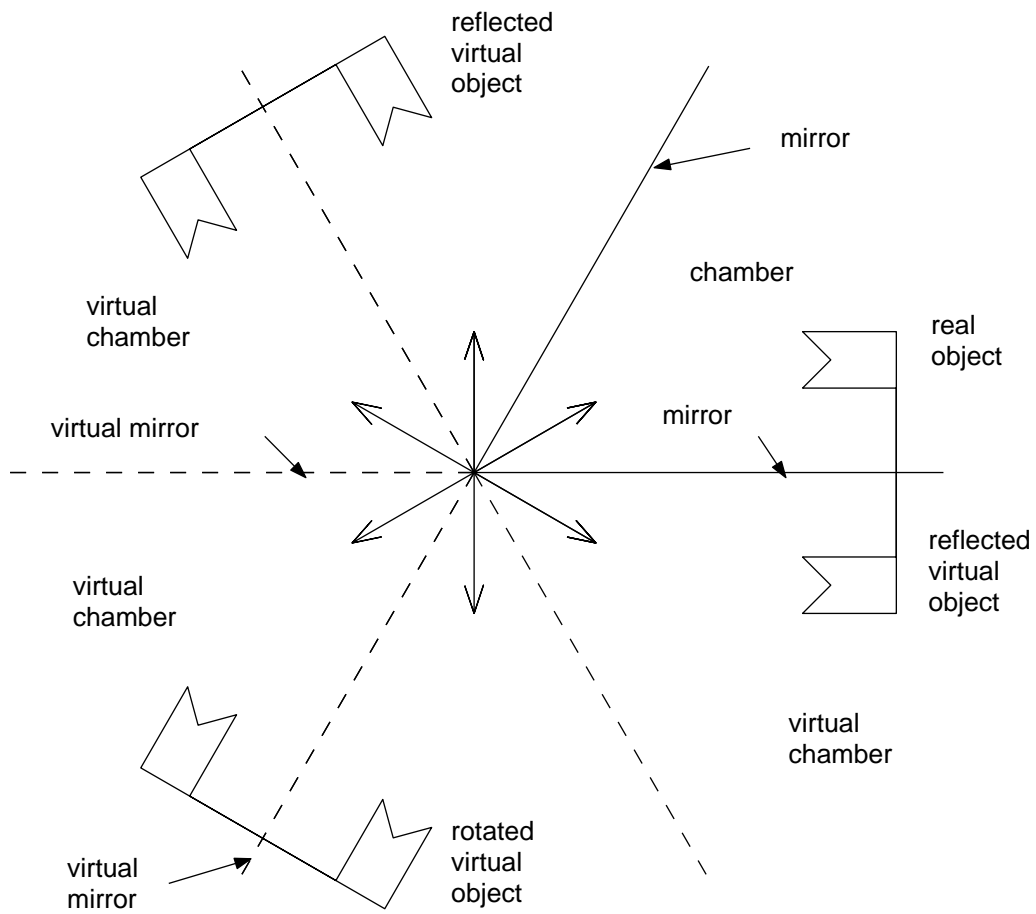 reflected
virtual
object
mirror
chamber
virtual
chamber
real
object
virtual mirror
mirror
reflected
virtual
object
virtual
chamber
virtual
chamber
rotated
virtual
object
virtual
mirror